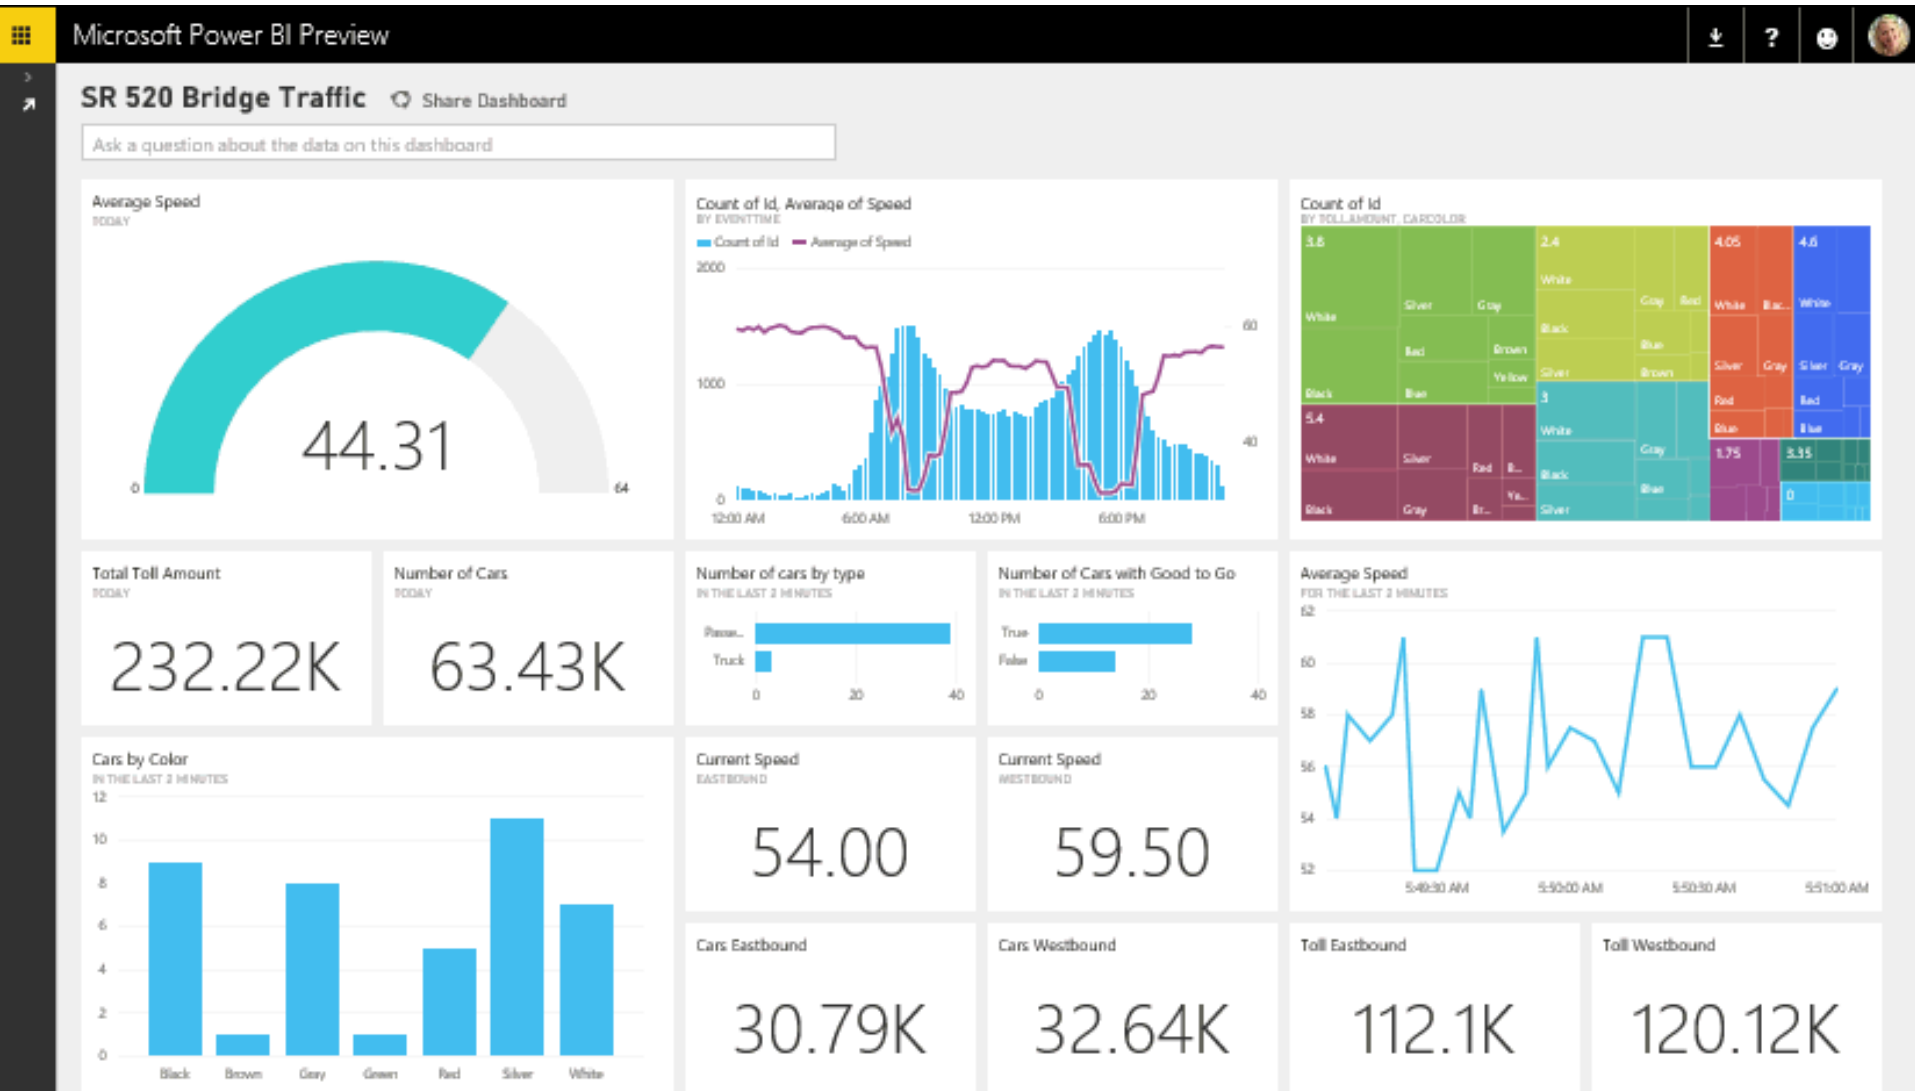 Microsoft Power BI Preview
?
SR 520 Bridge Traffic
Share Dashboard
Ask a question about the data on this dashboard
Average Speed
TODAY
44.31
0
64
Count of Id, Average of Speed
BY EVENTTIME
Count of Id
Average of Speed
2000
1000
0
60
40
12:00 AM
6:00 AM
12:00 PM
6:00 PM
Count of Id
BY TOLLAMOUNT, CARCOLOR
3.8
White
Silver
Gray
Red
Brown
Yellow
Black
Blue
2.4
White
Gray
Red
Black
Blue
Silver
Brown
4.05
White
Blac...
Silver
Gray
Red
Blue
4.6
White
Silver
Gray
Red
Blue
5.4
White
Silver
Red
B...
Ye...
Black
Gray
Br...
3
White
Gray
Black
Blue
Silver
1.75
3.35
0
Total Toll Amount
TODAY
232.22K
Number of Cars
TODAY
63.43K
Number of cars by type
IN THE LAST 2 MINUTES
Passe...
Truck
0
20
40
Number of Cars with Good to Go
IN THE LAST 2 MINUTES
True
False
0
20
40
Average Speed
FOR THE LAST 2 MINUTES
62
60
58
56
54
52
5:49:30 AM
5:50:00 AM
5:50:30 AM
5:51:00 AM
Cars by Color
IN THE LAST 2 MINUTES
12
10
8
6
4
2
0
Black
Brown
Gray
Green
Red
Silver
White
Current Speed
EASTBOUND
54.00
Current Speed
WESTBOUND
59.50
Cars Eastbound
30.79K
Cars Westbound
32.64K
Toll Eastbound
112.1K
Toll Westbound
120.12K